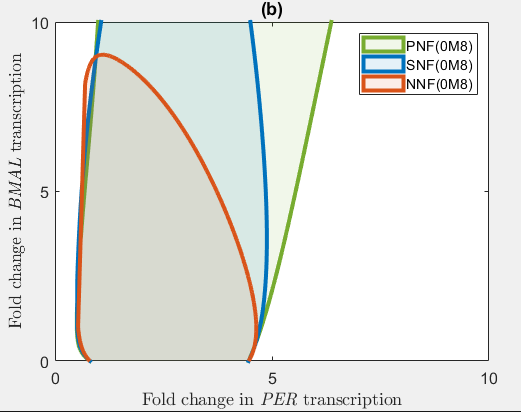 (b)
10
PNF(0M8)
SNF(0M8)
NNF(0M8)
Fold change in BMAL transcription
5
0
0 5 10
Fold change in PER transcription